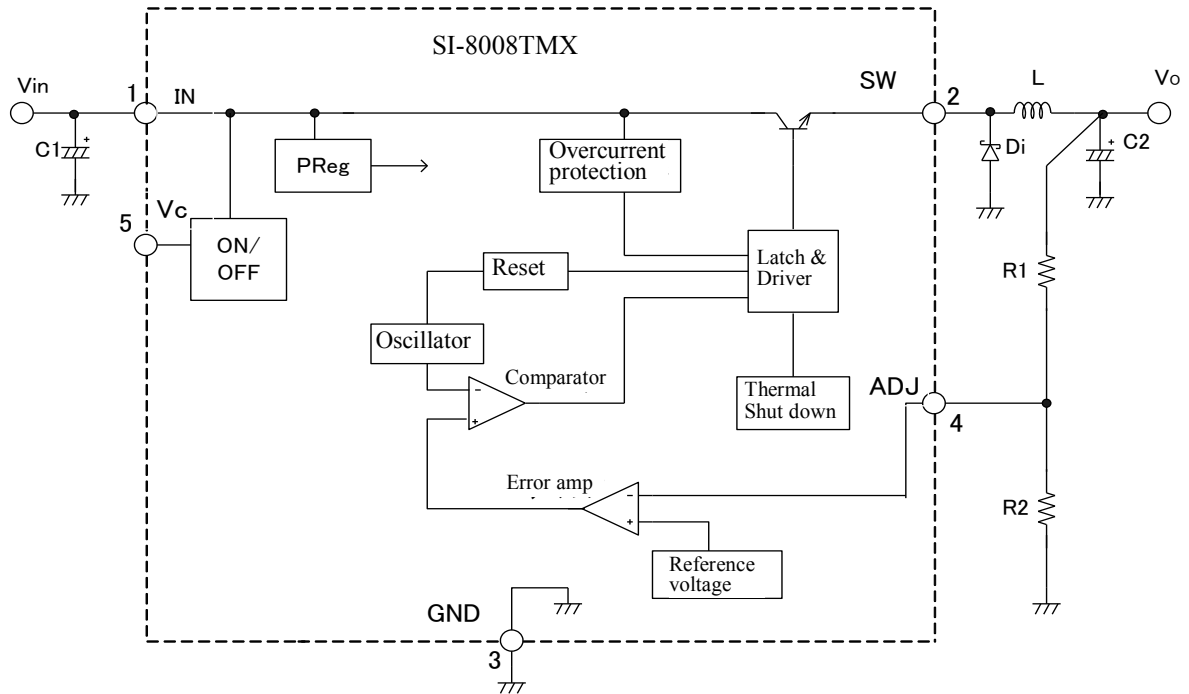 SI-8008TMX
Vin
1
IN
SW
2
L
Vo
C1
+
PReg
Overcurrent
protection
Di
+
C2
5
Vc
ON/
OFF
Latch &
Driver
Reset
R1
Oscillator
Comparator
-
+
Thermal
Shut down
ADJ
4
Error amp
-
+
R2
Reference
voltage
GND
3